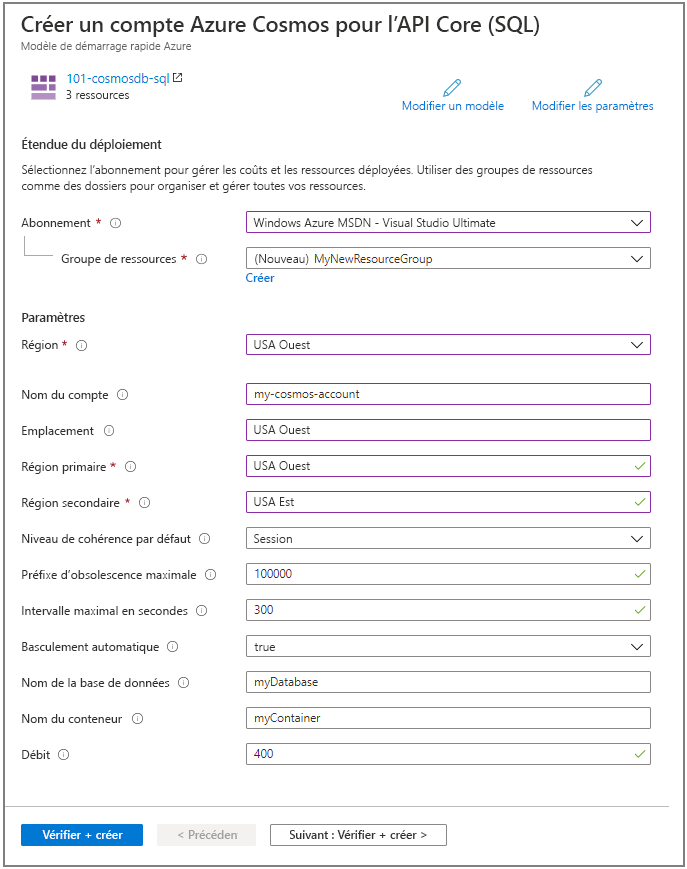 Créer un compte Azure Cosmos pour l’API Core (SQL)
Modèle de démarrage rapide Azure
101-cosmosdb-sql
3 ressources
Modifier un modèle
Modifier les paramètres
Étendue du déploiement
Sélectionnez l’abonnement pour gérer les coûts et les ressources déployées. Utiliser des groupes de ressources
comme des dossiers pour organiser et gérer toutes vos ressources.
Abonnement * Windows Azure MSDN - Visual Studio Ultimate
Groupe de ressources * (Nouveau) MyNewResourceGroup
Créer
Paramètres
Région * USA Ouest
Nom du compte my-cosmos-account
Emplacement USA Ouest
Région primaire * USA Ouest
Région secondaire * USA Est
Niveau de cohérence par défaut Session
Préfixe d’obsolescence maximale 100000
Intervalle maximal en secondes 300
Basculement automatique true
Nom de la base de données myDatabase
Nom du conteneur myContainer
Débit 400
Vérifier + créer < Précéden Suivant : Vérifier + créer >